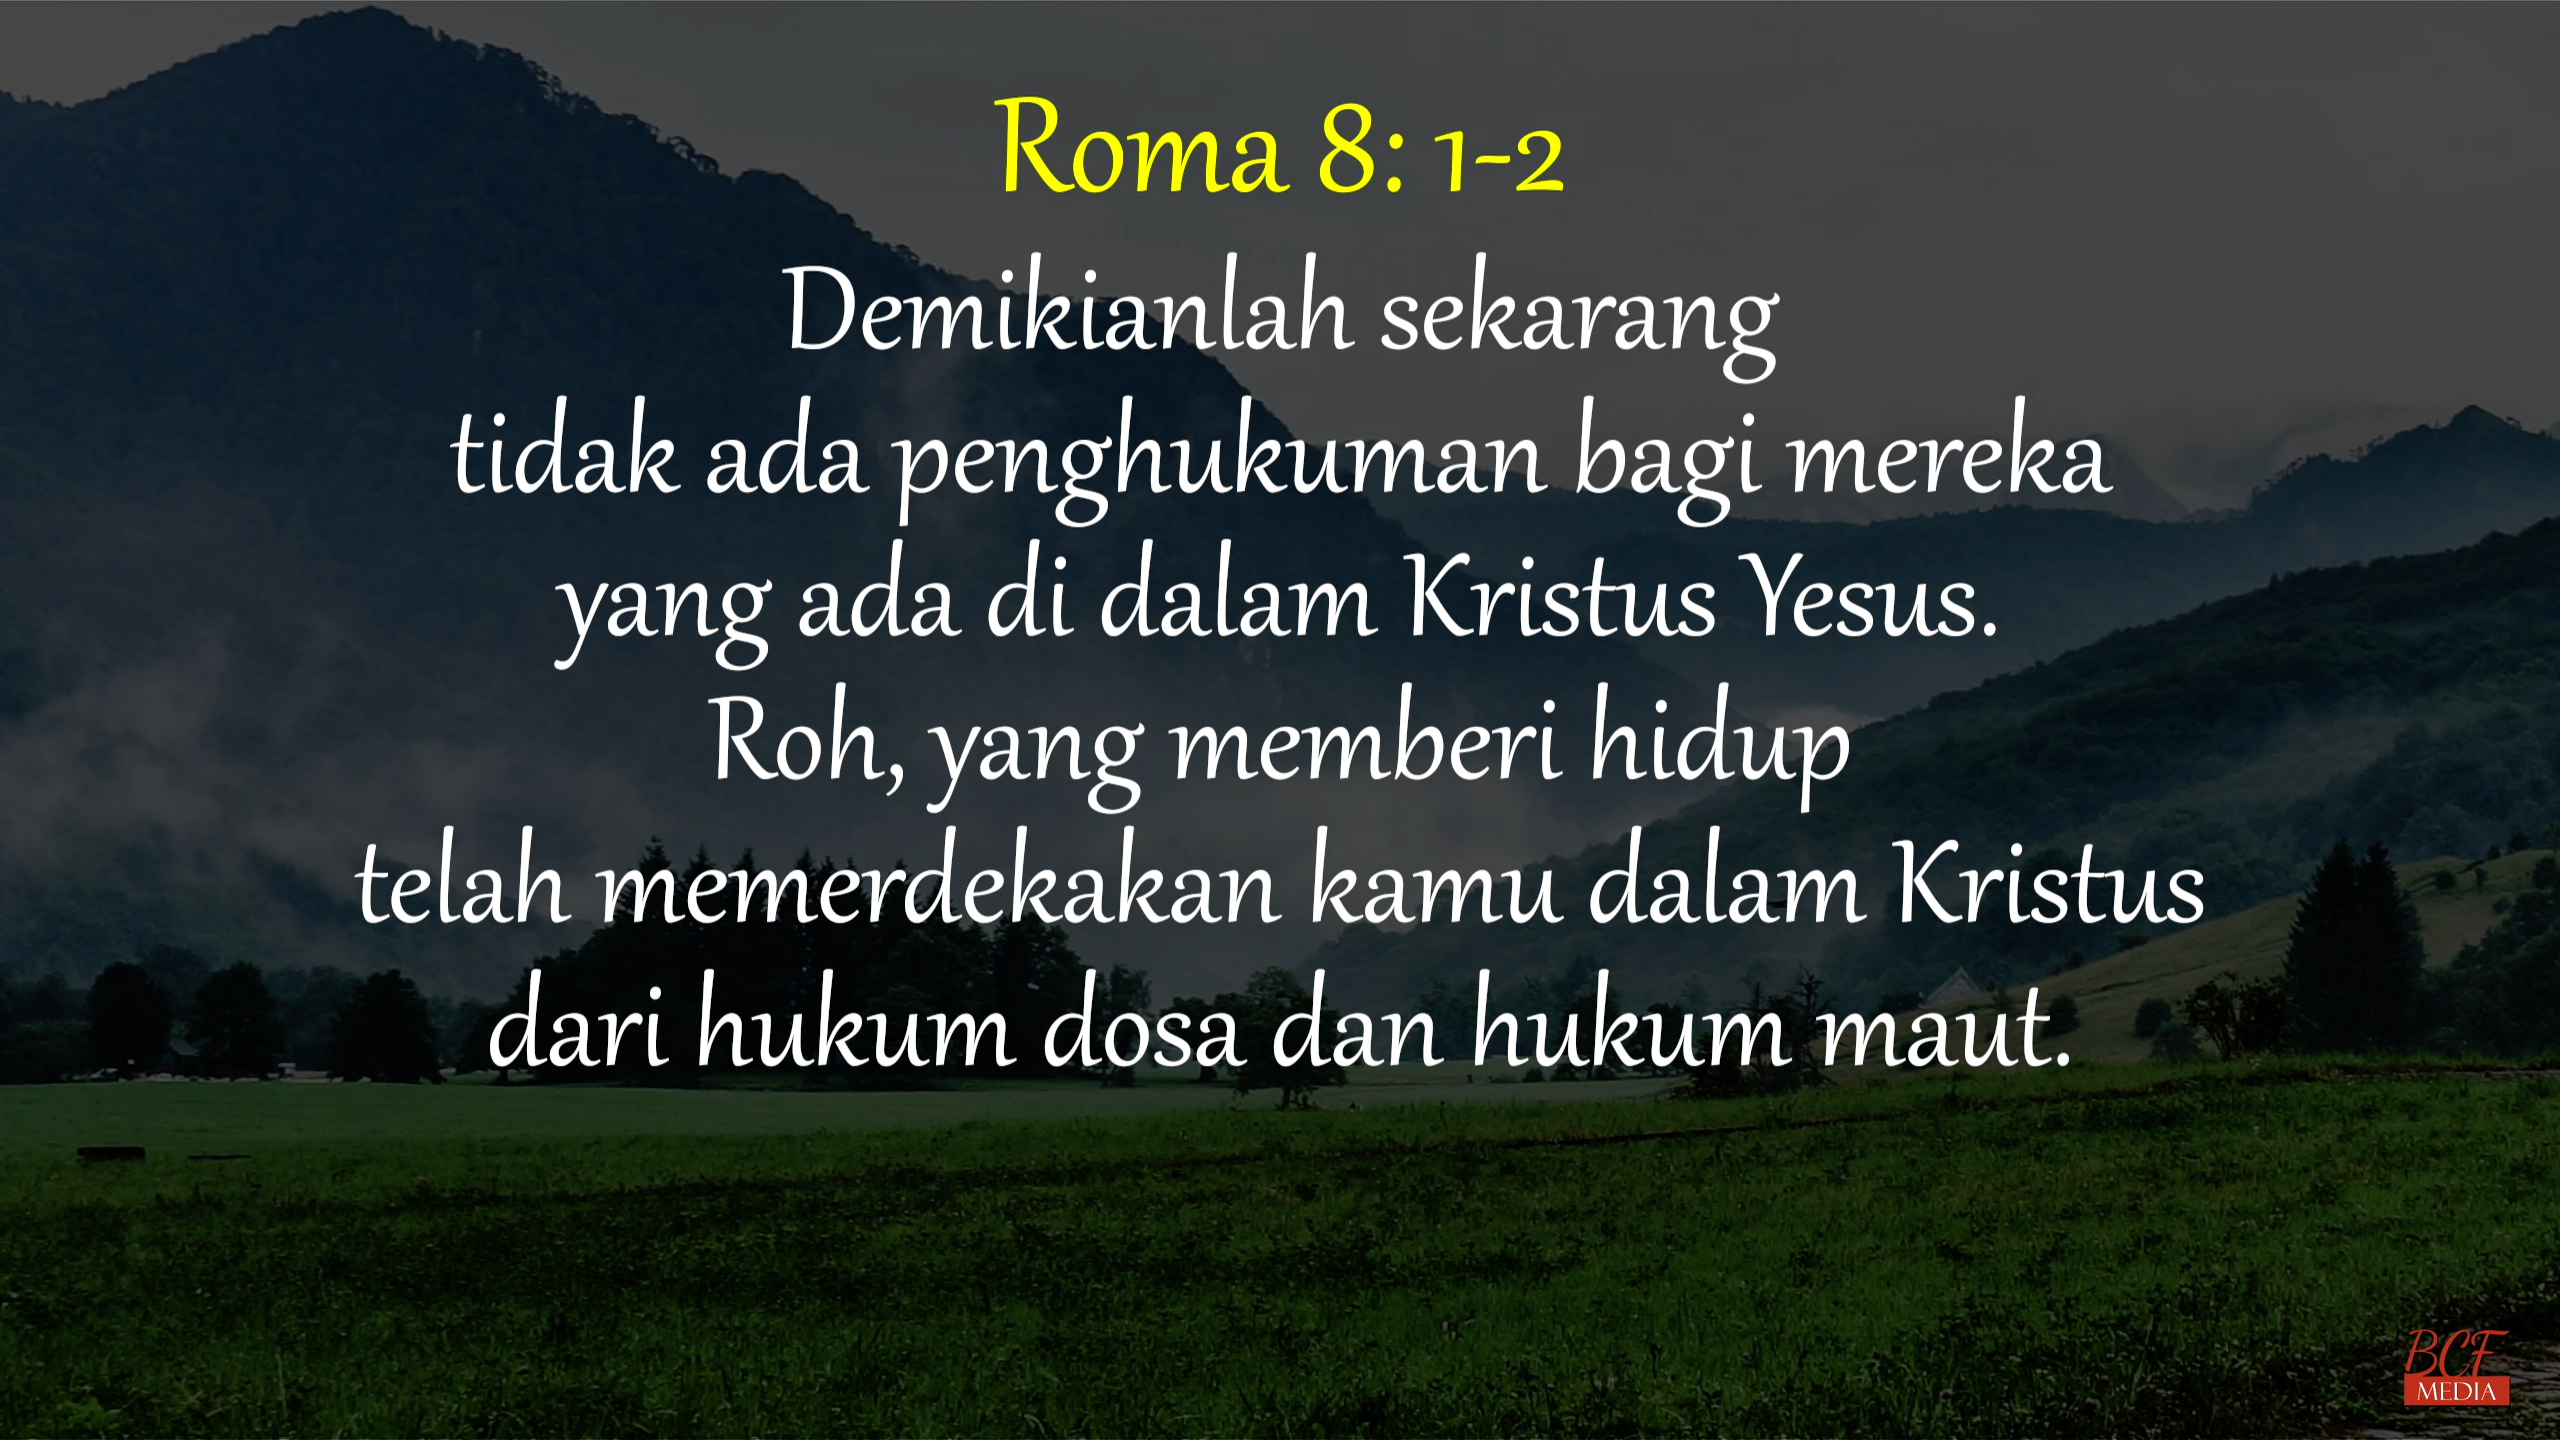 Roma 8: 1-2
Demikianlah sekarang
tidak ada penghukuman bagi mereka
yang ada di dalam Kristus Yesus.
Roh, yang memberi hidup
telah memerdekakan kamu dalam Kristus
dari hukum dosa dan hukum maut.
BCF
MEDIA